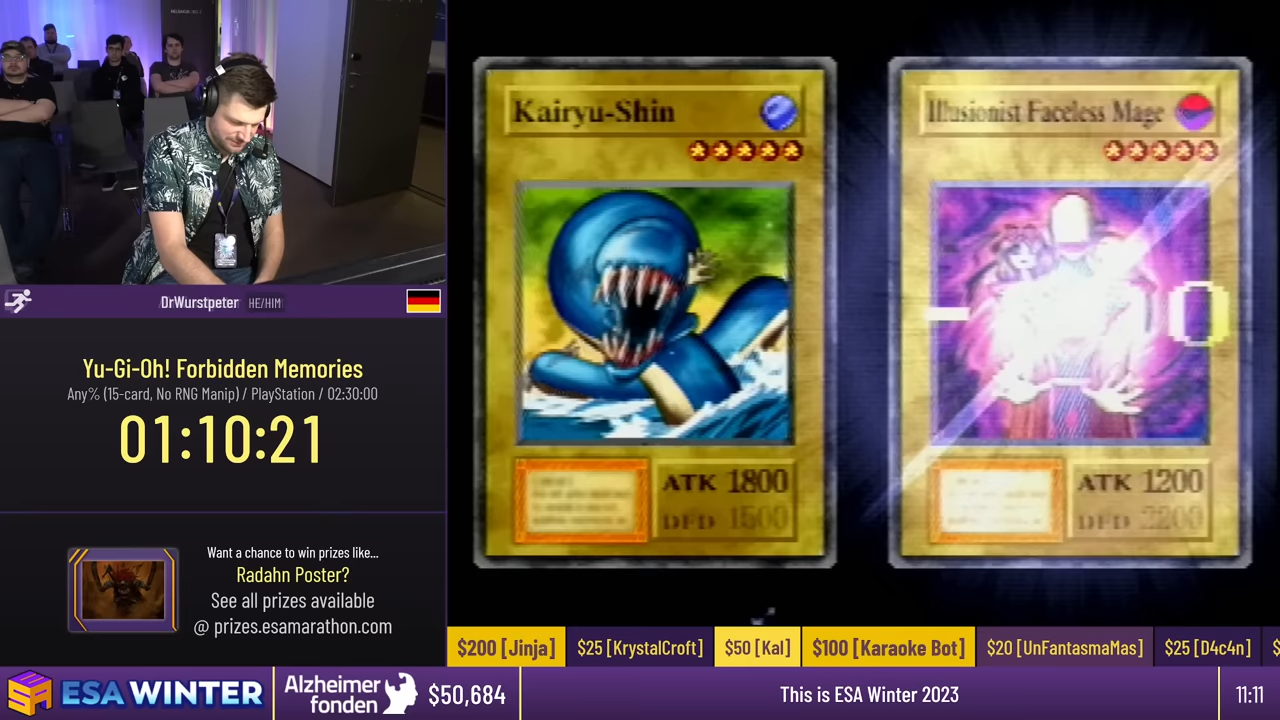 Kairyu-Shin
ATK 1800
DFD 1500
Illusionist Faceless Mage
ATK 1200
DFD 2200
DrWurstpeter HE/HIM
Yu-Gi-Oh! Forbidden Memories
Any% (15-card, No RNG Manip) / PlayStation / 02:30:00
01:10:21
Want a chance to win prizes like...
Radahn Poster?
See all prizes available
@ prizes.esamarathon.com
$200 [Jinja] $25 [KrystalCroft] $50 [Kal] $100 [Karaoke Bot] $20 [UnFantasmaMas] $25 [D4c4n]
ESA WINTER
Alzheimer
fonden
$50,684
This is ESA Winter 2023
11:11